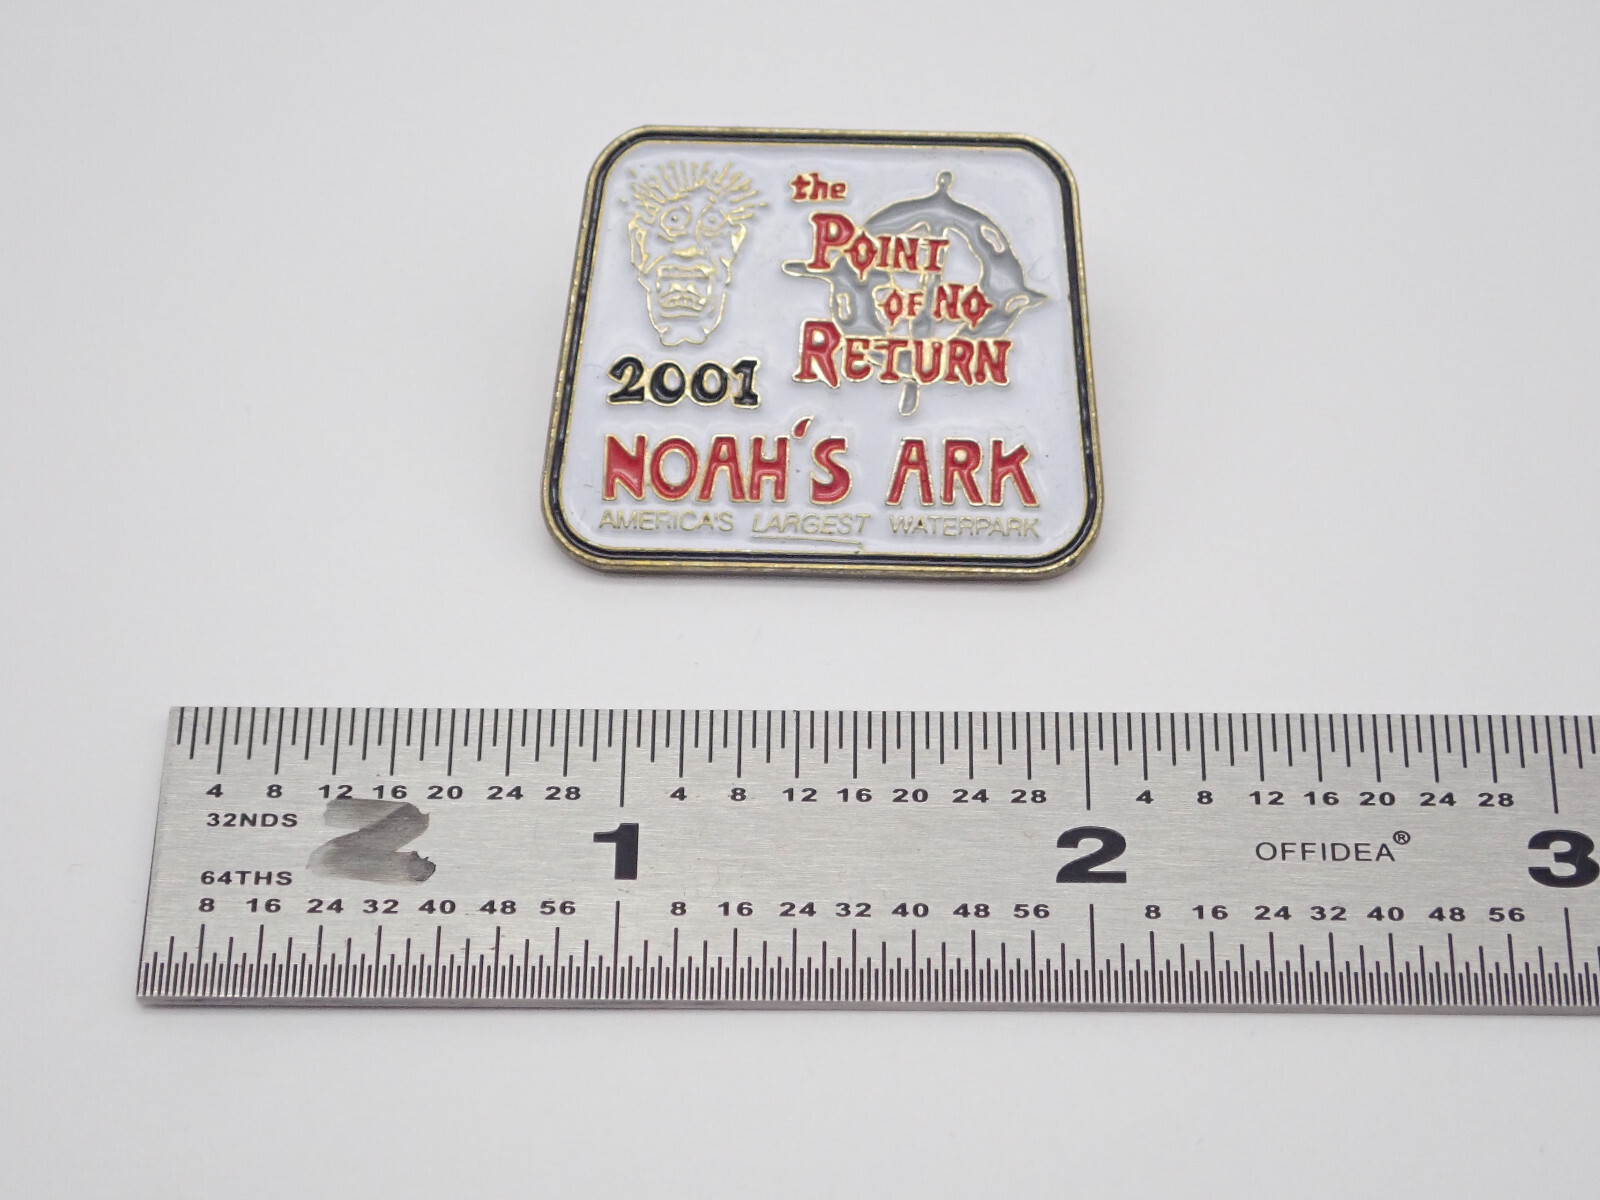 the
POINT
OF NO
RETURN
2001
NOAH'S ARK
AMERICA'S LARGEST WATERPARK
4 8 12 16 20 24 28 4 8 12 16 20 24 28 4 8 12 16 20 24 28
32NDS
1 2 OFFIDEA® 3
64THS
8 16 24 32 40 48 56 8 16 24 32 40 48 56 8 16 24 32 40 48 56